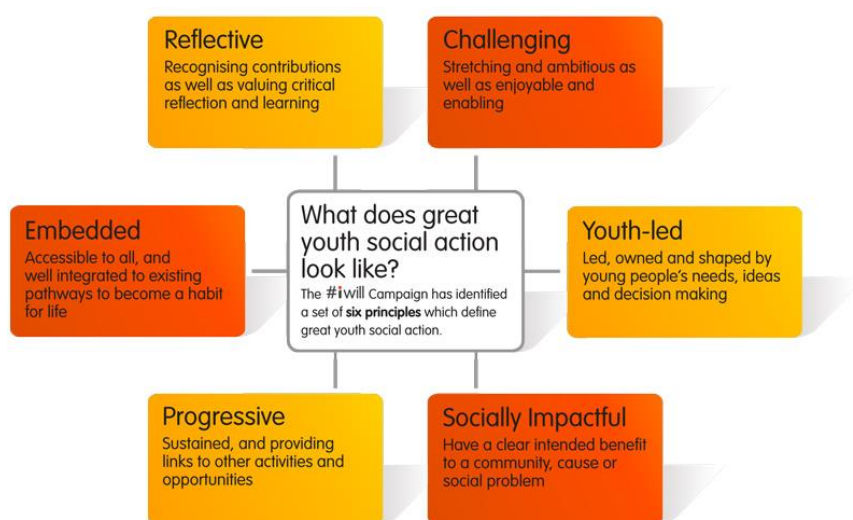 Reflective
Recognising contributions
as well as valuing critical
reflection and learning
Challenging
Stretching and ambitious as
well as enjoyable and
enabling
Embedded
Accessible to all, and
well integrated to existing
pathways to become a habit
for life
What does great
youth social action
look like?
The #iwill Campaign has identified
a set of six principles which define
great youth social action.
Youth-led
Led, owned and shaped by
young people's needs, ideas
and decision making
Progressive
Sustained, and providing
links to other activities and
opportunities
Socially Impactful
Have a clear intended benefit
to a community, cause or
social problem